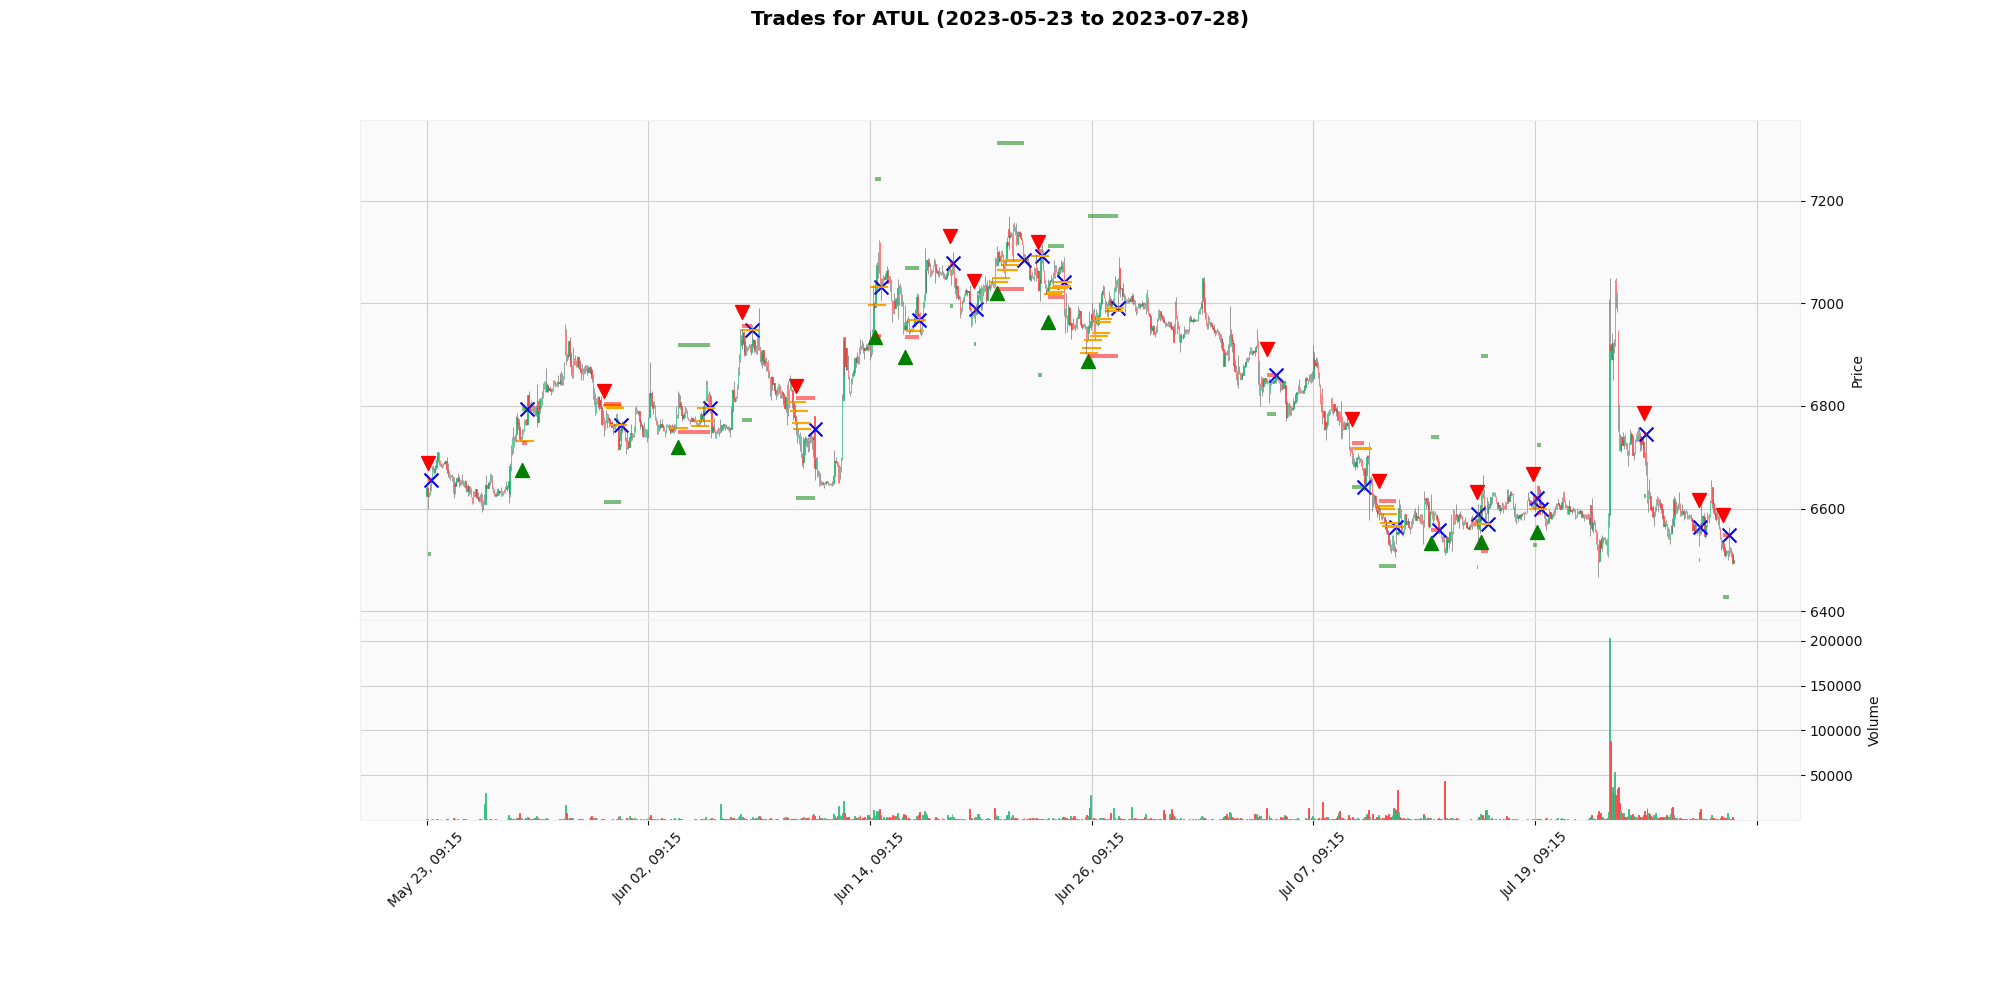 Trades for ATUL (2023-05-23 to 2023-07-28)
7200
7000
6800
6600
6400
Price
200000
150000
100000
50000
Volume
May 23, 09:15
Jun 02, 09:15
Jun 14, 09:15
Jun 26, 09:15
Jul 07, 09:15
Jul 19, 09:15